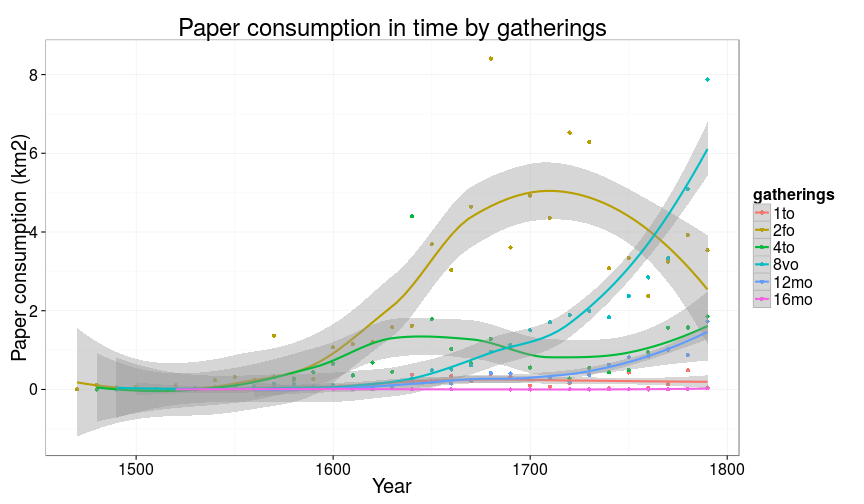 Paper consumption in time by gatherings
Paper consumption (km2)
8
6
4
2
0
1500
1600
1700
1800
Year
gatherings
1to
2fo
4to
8vo
12mo
16mo